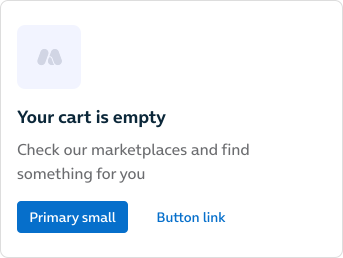 Your cart is empty
Check our marketplaces and find
something for you
Primary small
Button link